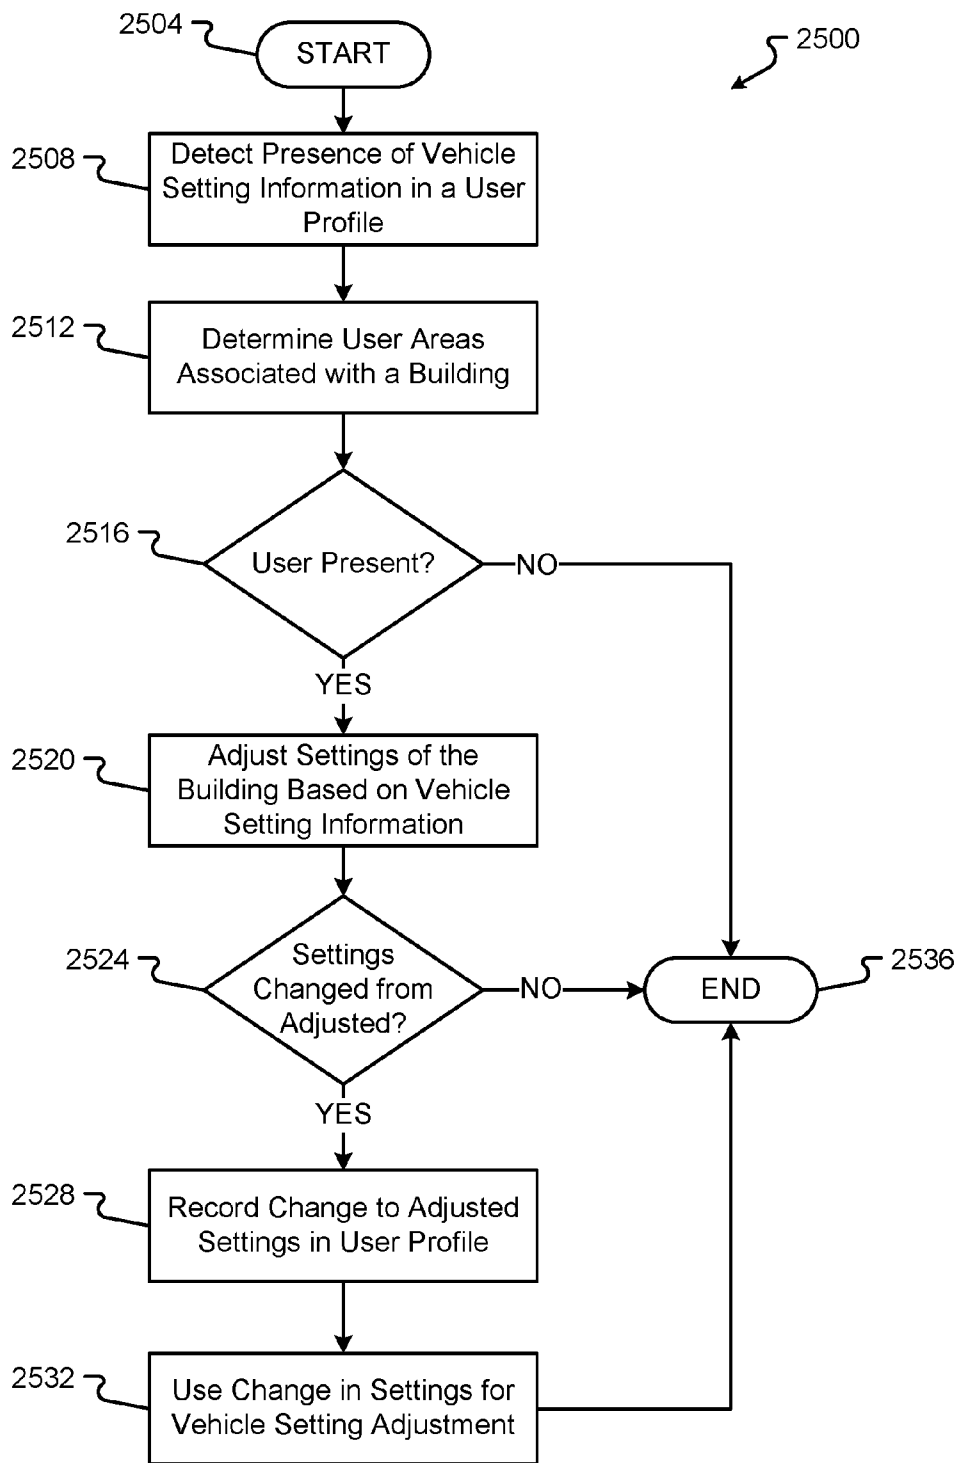 2504
START
2500
2508
Detect Presence of Vehicle
Setting Information in a User
Profile
2512
Determine User Areas
Associated with a Building
2516
User Present?
NO
YES
2520
Adjust Settings of the
Building Based on Vehicle
Setting Information
2524
Settings
Changed from
Adjusted?
NO
END
2536
YES
2528
Record Change to Adjusted
Settings in User Profile
2532
Use Change in Settings for
Vehicle Setting Adjustment